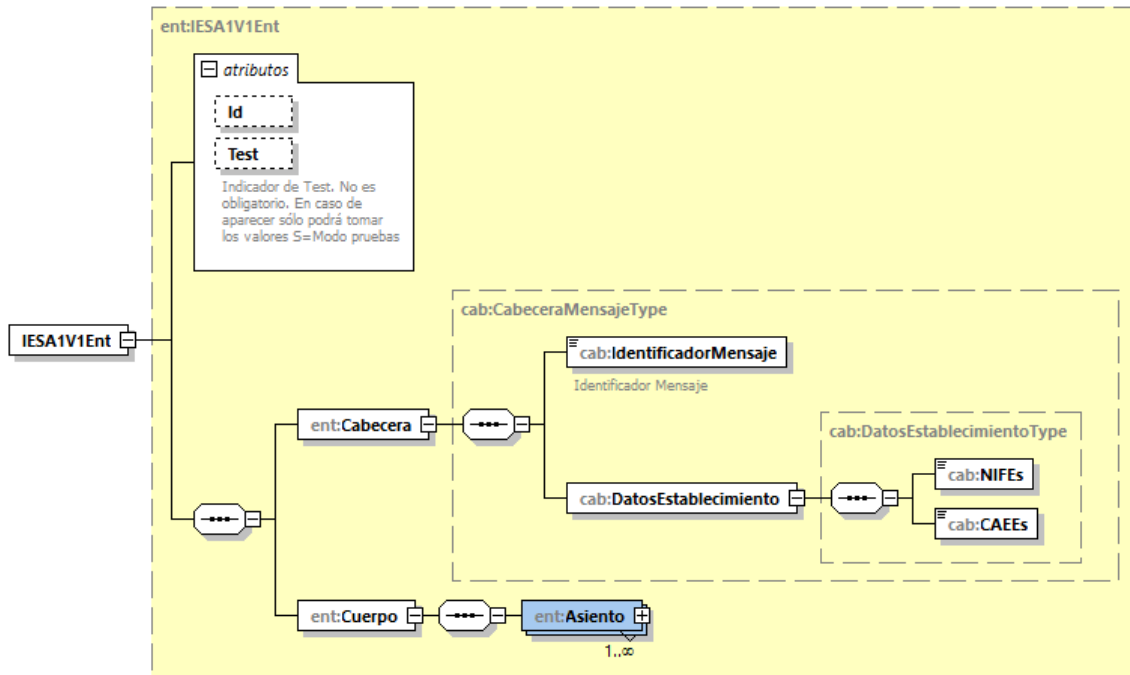 ent:IESA1V1Ent
atributos
Id
Test
Indicador de Test. No es
obligatorio. En caso de
aparecer sólo podrá tomar
los valores S=Modo pruebas
IESA1V1Ent
cab:CabeceraMensajeType
cab:IdentificadorMensaje
Identificador Mensaje
ent:Cabecera
cab:DatosEstablecimientoType
cab:NIFEs
cab:DatosEstablecimiento
cab:CAEEs
ent:Cuerpo
ent:Asiento
1..∞